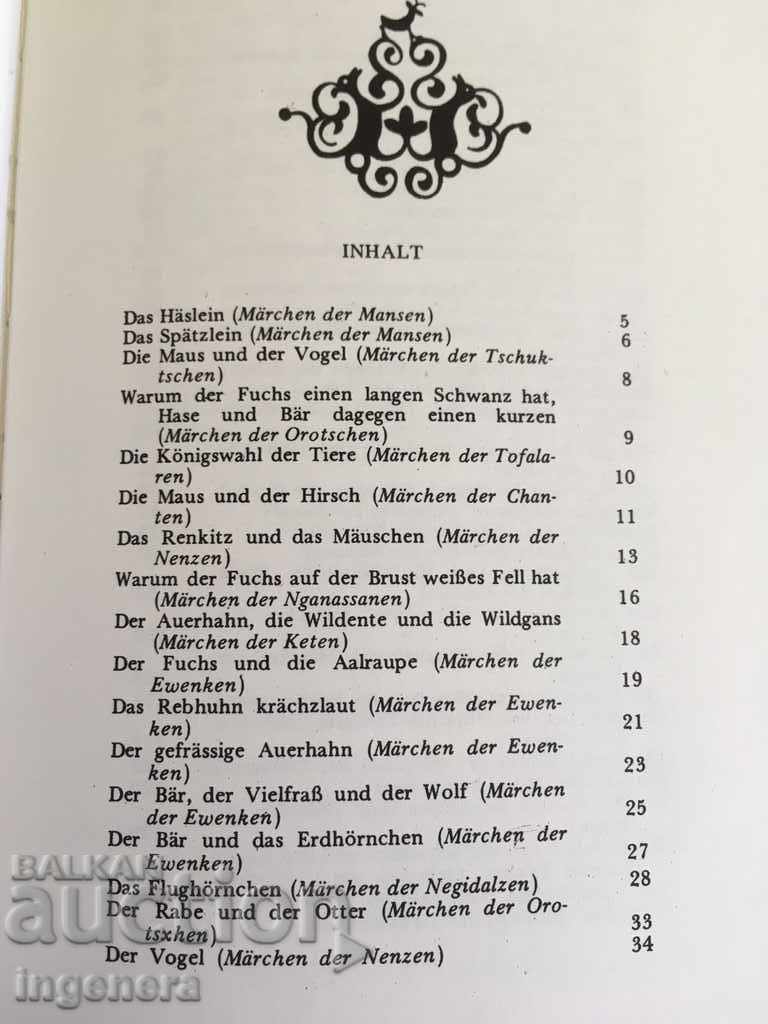 INHALT
Das Häslein (Märchen der Mansen) 5
Das Spätzlein (Märchen der Mansen) 6
Die Maus und der Vogel (Märchen der Tschuk-
tschen) 8
Warum der Fuchs einen langen Schwanz hat,
Hase und Bär dagegen einen kurzen
(Märchen der Orotschen) 9
Die Königswahl der Tiere (Märchen der Tofala-
ren) 10
Die Maus und der Hirsch (Märchen der Chan-
ten) 11
Das Renkitz und das Mäuschen (Märchen der
Nenzen) 13
Warum der Fuchs auf der Brust weißes Fell hat
(Märchen der Nganassanen) 16
Der Auerhahn, die Wildente und die Wildgans
(Märchen der Keten) 18
Der Fuchs und die Aalraupe (Märchen der
Ewenken) 19
Das Rebhuhn krächzlaut (Märchen der Ewen-
ken) 21
Der gefrässige Auerhahn (Märchen der Ewen-
ken) 23
Der Bär, der Vielfraß und der Wolf (Märchen
der Ewenken) 25
Der Bär und das Erdhörnchen (Märchen der
Ewenken) 27
Das Flughörnchen (Märchen der Negidalzen) 28
Der Rabe und der Otter (Märchen der Oro-
tsxhen) 33
Der Vogel (Märchen der Nenzen) 34
BALKAN
auction
ingenera